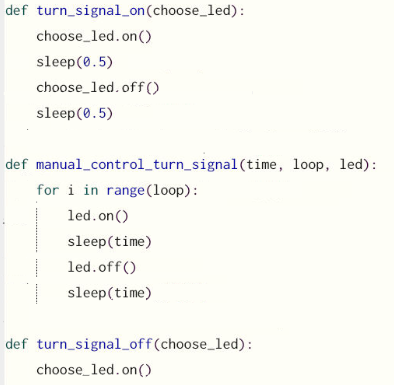 def turn_signal_on(choose_led):
    choose_led.on()
    sleep(0.5)
    choose_led.off()
    sleep(0.5)
def manual_control_turn_signal(time, loop, led):
    for i in range(loop):
        led.on()
        sleep(time)
        led.off()
        sleep(time)
def turn_signal_off(choose_led):
    choose_led.on()